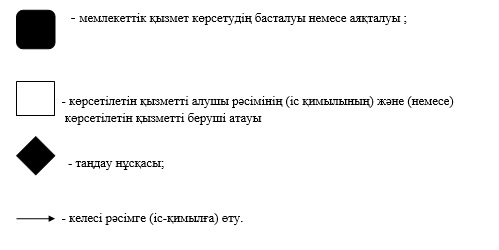 - мемлекеттік қызмет көрсетудің басталуы немесе аяқталуы ;
- көрсетілетін қызметті алушы рәсімінің (іс қимылының) және (немесе)
көрсетілетін қызметті беруші атауы
- таңдау нұсқасы;
- келесі рәсімге (іс-қимылға) өту.